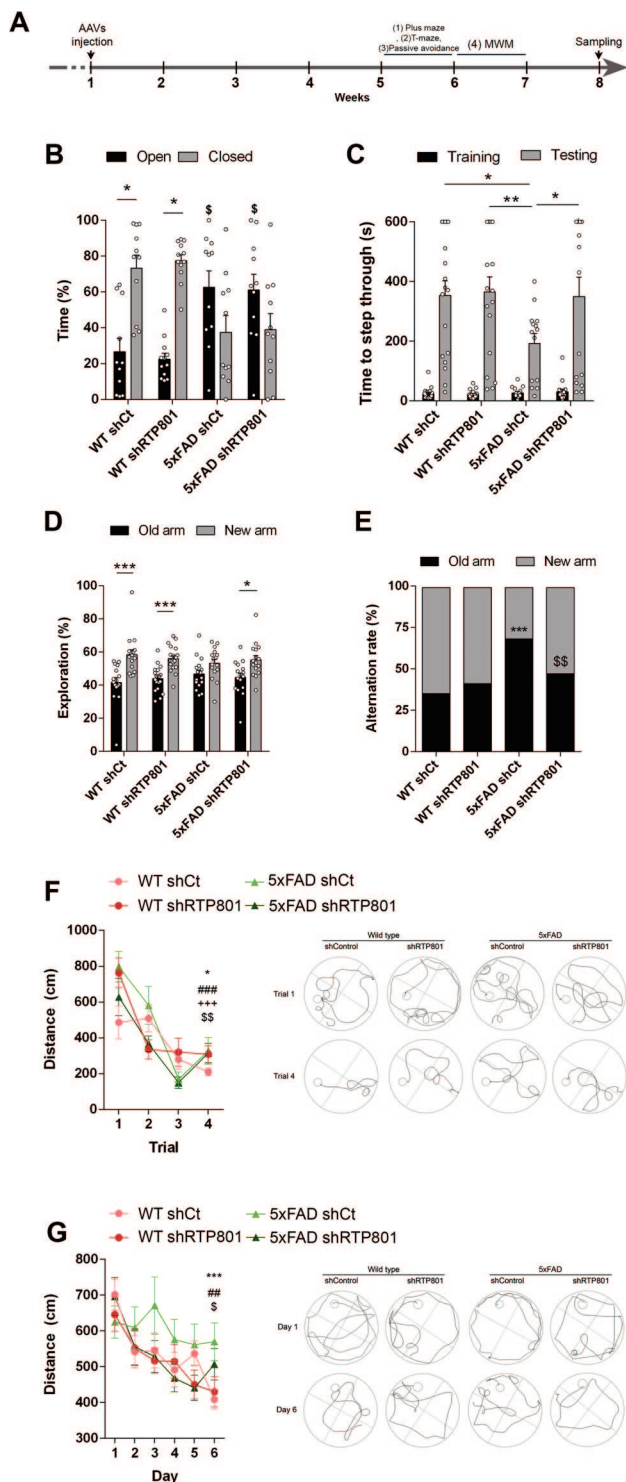 A
AAVs
injection
(1) Plus maze
, (2)T-maze,
(3)Passive avoidance
(4) MWM
Sampling
1 2 3 4 5 6 7 8
Weeks
B
Open Closed
* * $ $
Time (%)
100
80
60
40
20
0
WT shCt
WT shRTP801
5xFAD shCt
5xFAD shRTP801
C
Training Testing
*
** *
Time to step through (s)
600
400
200
0
WT shCt
WT shRTP801
5xFAD shCt
5xFAD shRTP801
D
Old arm New arm
*** *** *
Exploration (%)
100
80
60
40
20
0
WT shCt
WT shRTP801
5xFAD shCt
5xFAD shRTP801
E
Old arm New arm
Alternation rate (%)
100
75
50
25
0
***
$$
WT shCt
WT shRTP801
5xFAD shCt
5xFAD shRTP801
F
WT shCt 5xFAD shCt
WT shRTP801 5xFAD shRTP801
Distance (cm)
1000
800
600
400
200
0
*
###
+++
$$
1 2 3 4
Trial
Wild type 5xFAD
shControl shRTP801 shControl shRTP801
Trial 1
Trial 4
G
WT shCt 5xFAD shCt
WT shRTP801 5xFAD shRTP801
Distance (cm)
800
700
600
500
400
300
***
##
$
1 2 3 4 5 6
Day
Wild type 5xFAD
shControl shRTP801 shControl shRTP801
Day 1
Day 6